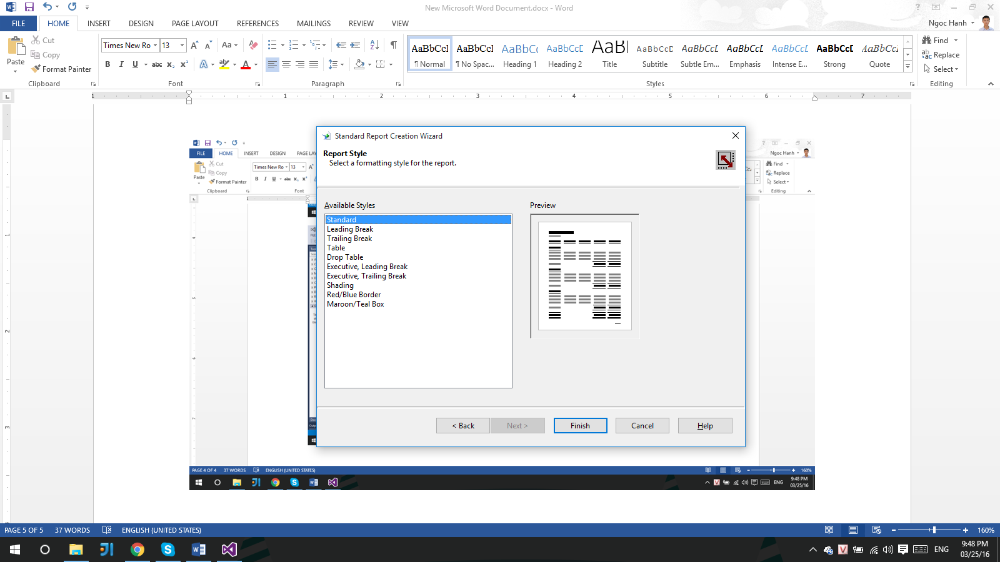 New Microsoft Word Document.docx - Word
FILE HOME INSERT DESIGN PAGE LAYOUT REFERENCES MAILINGS REVIEW VIEW
Ngoc Hanh
Paste
Cut
Copy
Format Painter
Clipboard
Times New Ro 13
Font
Paragraph
AaBbCcI AaBbCcI AaBbCc AaBbCcC AaBl AaBbCcD AaBbCcL AaBbCcL AaBbCcL AaBbCcD AaBbCcL
¶ Normal ¶ No Spac... Heading 1 Heading 2 Title Subtitle Subtle Em... Emphasis Intense E... Strong Quote
Styles
Find
Replace
Select
Editing
1 1 2 3 4 5 6 7
FILE HOME INSERT DESIGN PAGE LAY
Ngoc Hanh
Paste
Cut
Copy
Format Painter
Clipboard
Times New Ro 13
Font
Find
Replace
Select
Editing
Standard Report Creation Wizard
Report Style
Select a formatting style for the report.
Available Styles
Standard
Leading Break
Trailing Break
Table
Drop Table
Executive, Leading Break
Executive, Trailing Break
Shading
Red/Blue Border
Maroon/Teal Box
Preview
< Back Next > Finish Cancel Help
PAGE 4 OF 4 37 WORDS ENGLISH (UNITED STATES) 160%
ENG 9:48 PM
03/25/16
PAGE 5 OF 5 37 WORDS ENGLISH (UNITED STATES) 160%
ENG 9:48 PM
03/25/16